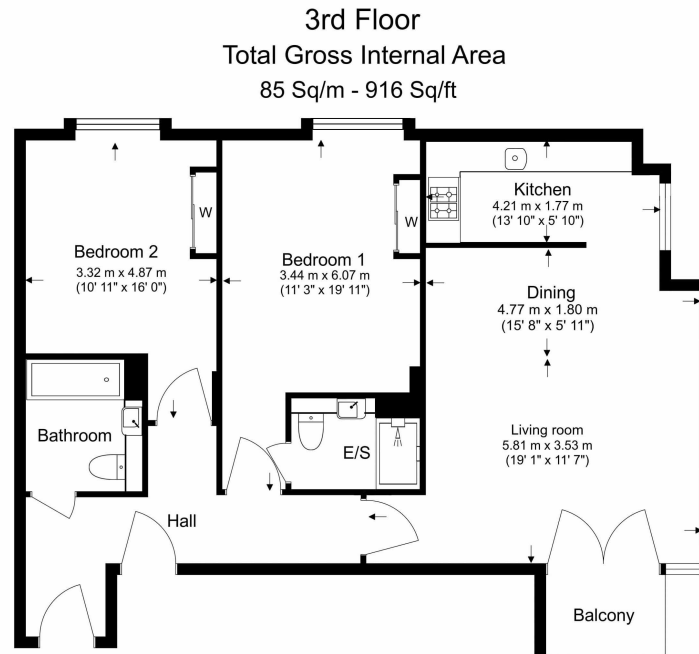 3rd Floor
Total Gross Internal Area
85 Sq/m - 916 Sq/ft
W
Bedroom 2
3.32 m x 4.87 m
(10' 11" x 16' 0")
W
Bedroom 1
3.44 m x 6.07 m
(11' 3" x 19' 11")
Kitchen
4.21 m x 1.77 m
(13' 10" x 5' 10")
Dining
4.77 m x 1.80 m
(15' 8" x 5' 11")
Living room
5.81 m x 3.53 m
(19' 1" x 11' 7")
Bathroom
E/S
Hall
Balcony